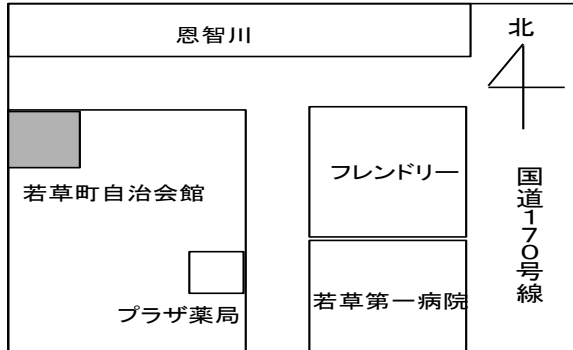 恩智川
北
フレンドリー
若草町自治会館
国道170号線
プラザ薬局
若草第一病院